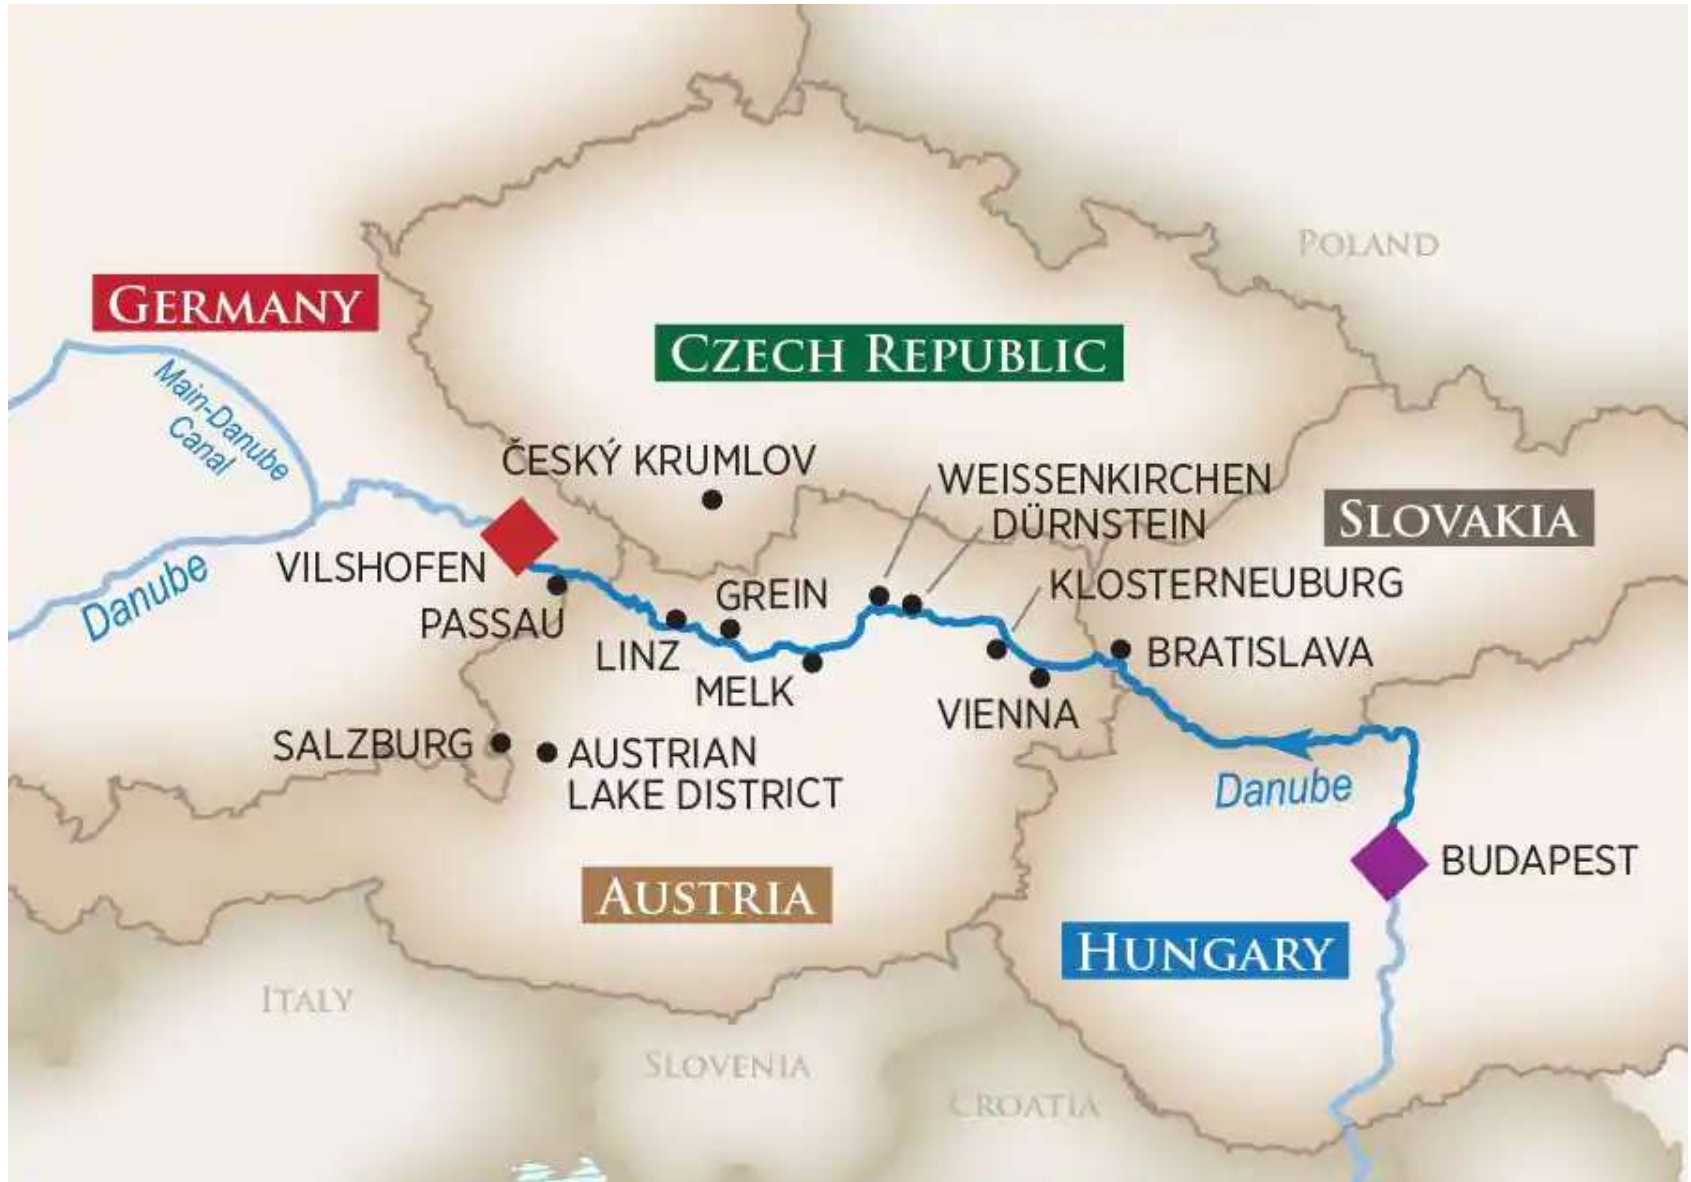 POLAND
GERMANY
CZECH REPUBLIC
Main-Danube
Canal
ČESKÝ KRUMLOV
WEISSENKIRCHEN
DÜRNSTEIN
SLOVAKIA
VILSHOFEN
Danube
PASSAU
GREIN
KLOSTERNEUBURG
LINZ
BRATISLAVA
MELK
VIENNA
SALZBURG
AUSTRIAN
LAKE DISTRICT
Danube
BUDAPEST
AUSTRIA
HUNGARY
ITALY
SLOVENIA
CROATIA